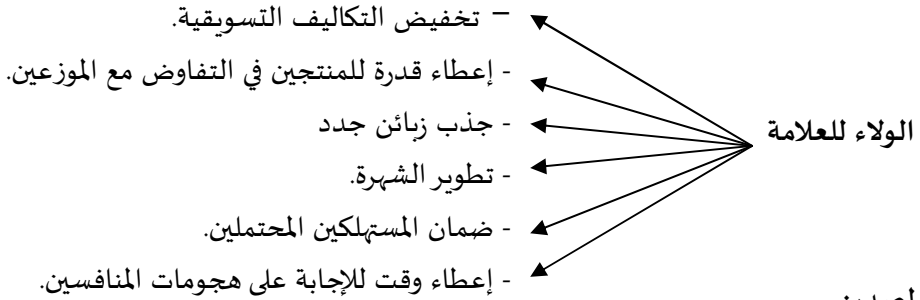 – تخفيض التكاليف التسويقية.
- إعطاء قدرة للمنتجين في التفاوض مع الموزعين.
- جذب زبائن جدد
الولاء للعلامة
- تطوير الشهرة.
- ضمان المستهلكين المحتملين.
- إعطاء وقت للإجابة على هجومات المنافسين.